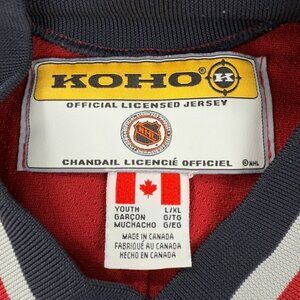 KOHO® K
OFFICIAL LICENSED JERSEY
NHL
CHANDAIL LICENCIÉ OFFICIEL ©NHL
YOUTH L/XL
GARÇON G/TG
MUCHACHO G/EG
MADE IN CANADA
FABRIQUÉ AU CANADA
HECHO EN CANADA